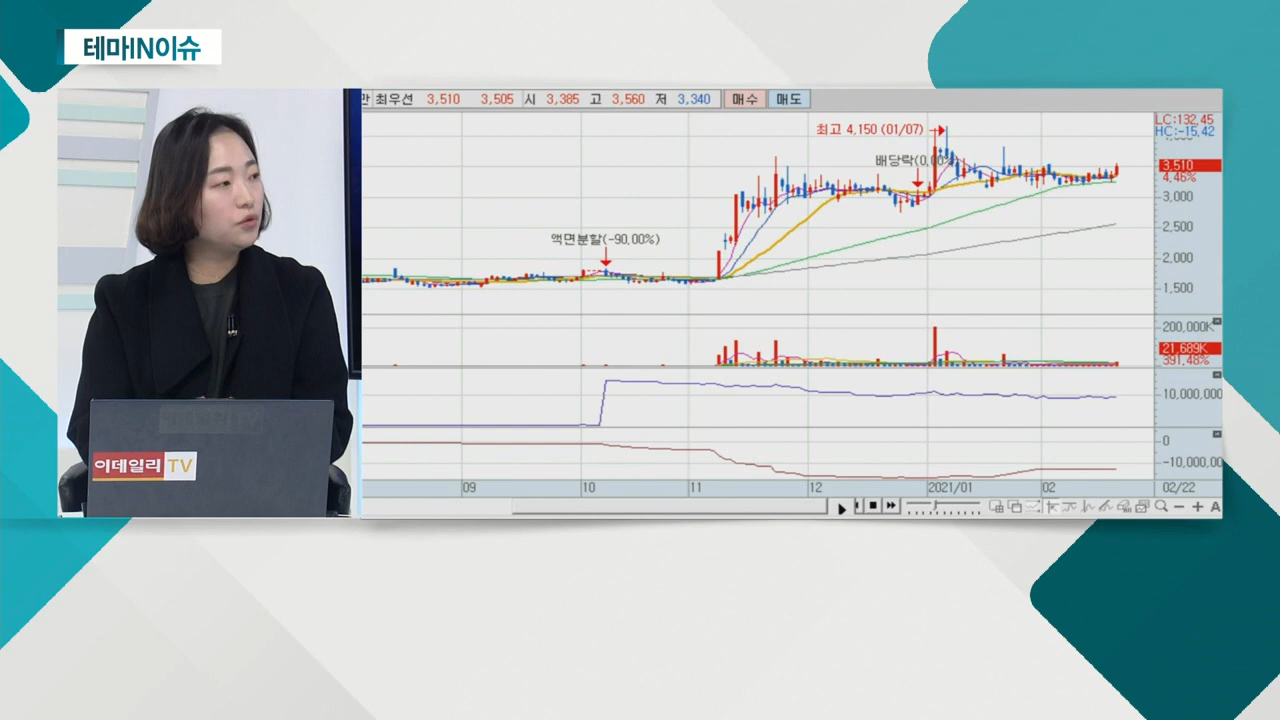 테마IN이슈
최우선 3,510 3,505 시 3,385 고 3,560 저 3,340 매수 매도
LC:132.45
HC:-15.42
최고 4,150 (01/07)
배당락(0.00%
3,510
4.46%
3,000
액면분할(-90.00%)
2,500
2,000
1,500
200,000K
21,689K
391.48%
10,000,000
0
-10,000,00
이데일리TV
09 10 11 12 2021/01 02 02/22
A